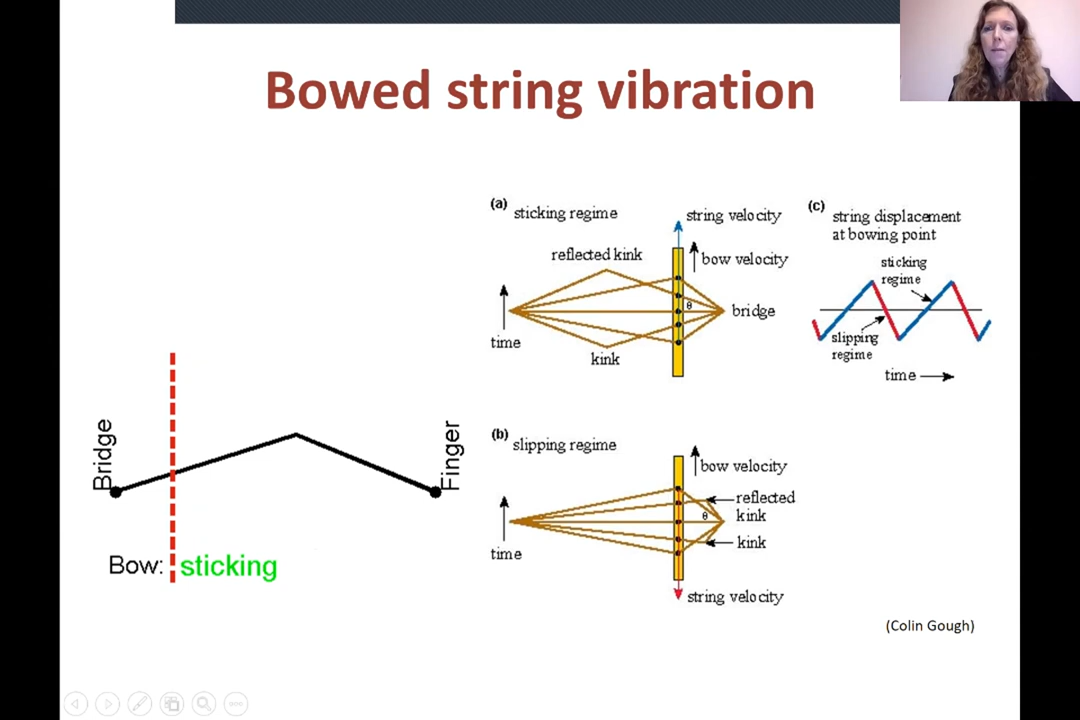 Bowed string vibration
Bridge
Finger
Bow: sticking
(a) sticking regime
string velocity
bow velocity
reflected kink
θ
bridge
time
kink
(c) string displacement
at bowing point
sticking
regime
slipping
regime
time
(b) slipping regime
bow velocity
reflected
kink
θ
kink
time
string velocity
(Colin Gough)